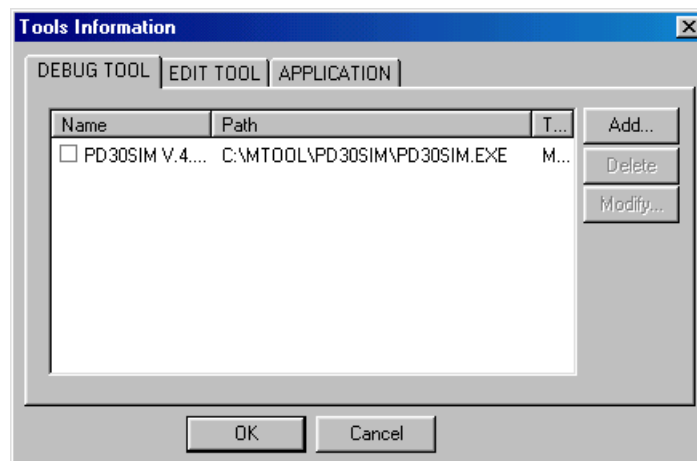 Tools Information
DEBUG TOOL EDIT TOOL APPLICATION
Name Path T... Add...
PD30SIM V.4.... C:\MTOOL\PD30SIM\PD30SIM.EXE M...
Delete
Modify...
OK Cancel